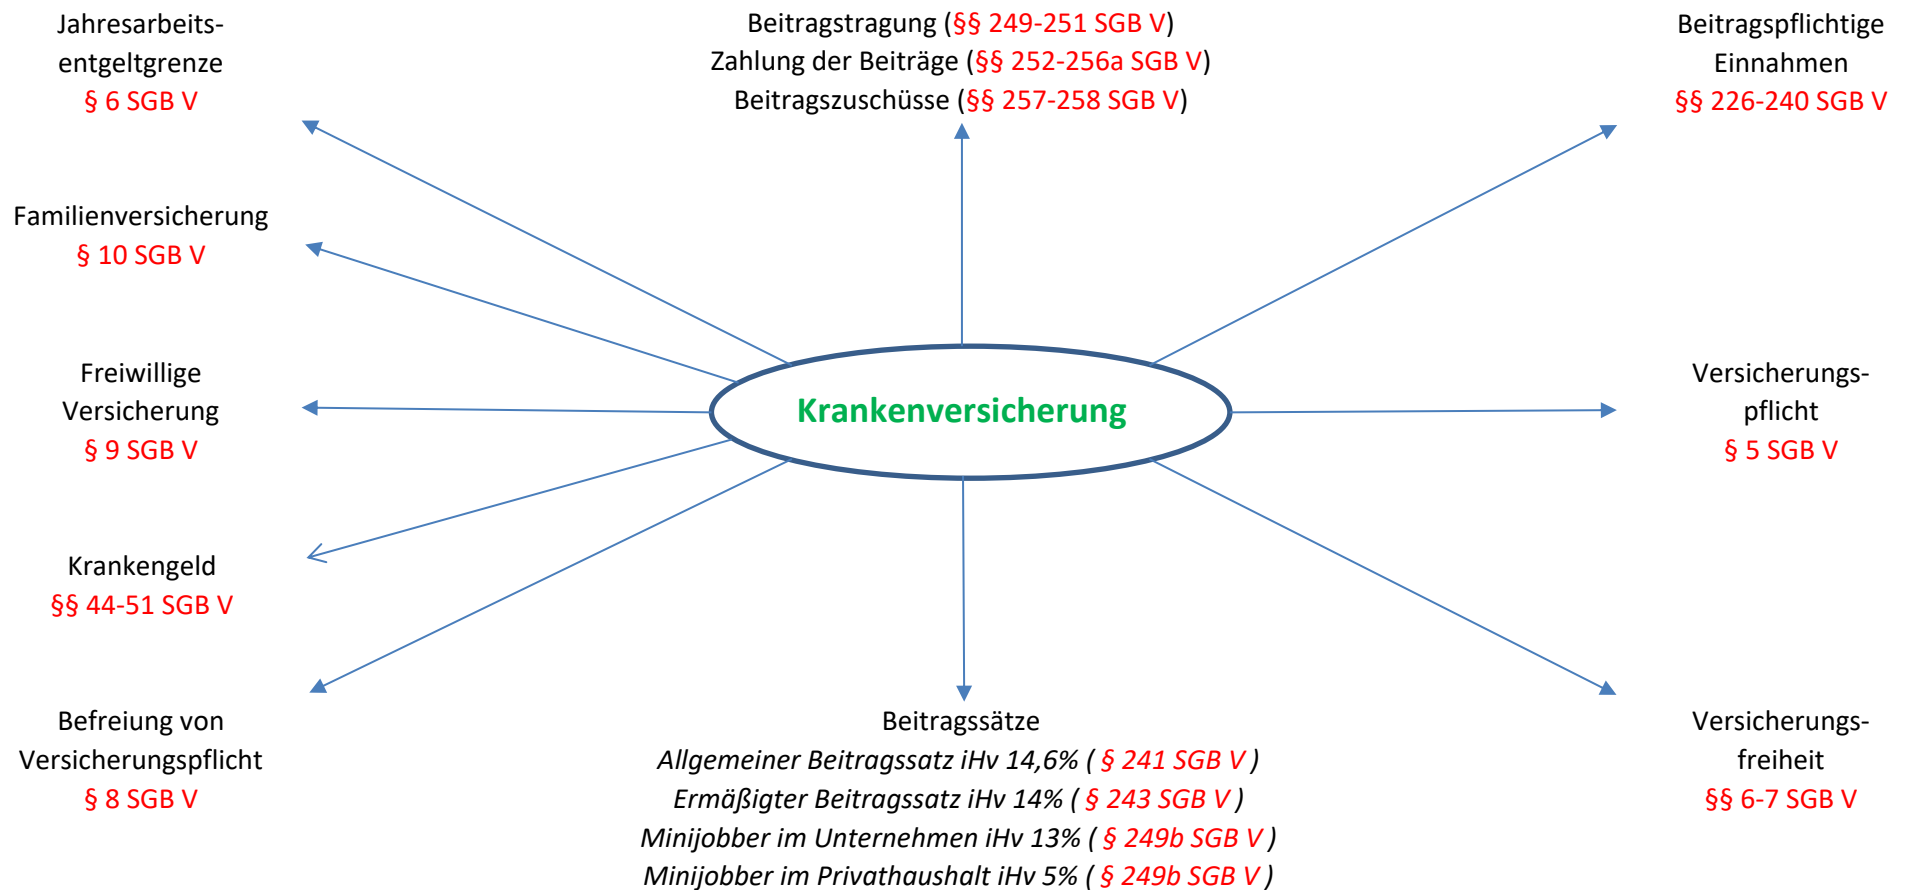 Jahresarbeits-
entgeltgrenze
§ 6 SGB V
Beitragstragung (§§ 249-251 SGB V)
Zahlung der Beiträge (§§ 252-256a SGB V)
Beitragszuschüsse (§§ 257-258 SGB V)
Beitragspflichtige
Einnahmen
§§ 226-240 SGB V
Familienversicherung
§ 10 SGB V
Freiwillige
Versicherung
§ 9 SGB V
Krankenversicherung
Versicherungs-
pflicht
§ 5 SGB V
Krankengeld
§§ 44-51 SGB V
Befreiung von
Versicherungspflicht
§ 8 SGB V
Beitragssätze
Allgemeiner Beitragssatz iHv 14,6% ( § 241 SGB V )
Ermäßigter Beitragssatz iHv 14% ( § 243 SGB V )
Minijobber im Unternehmen iHv 13% ( § 249b SGB V )
Minijobber im Privathaushalt iHv 5% ( § 249b SGB V )
Versicherungs-
freiheit
§§ 6-7 SGB V